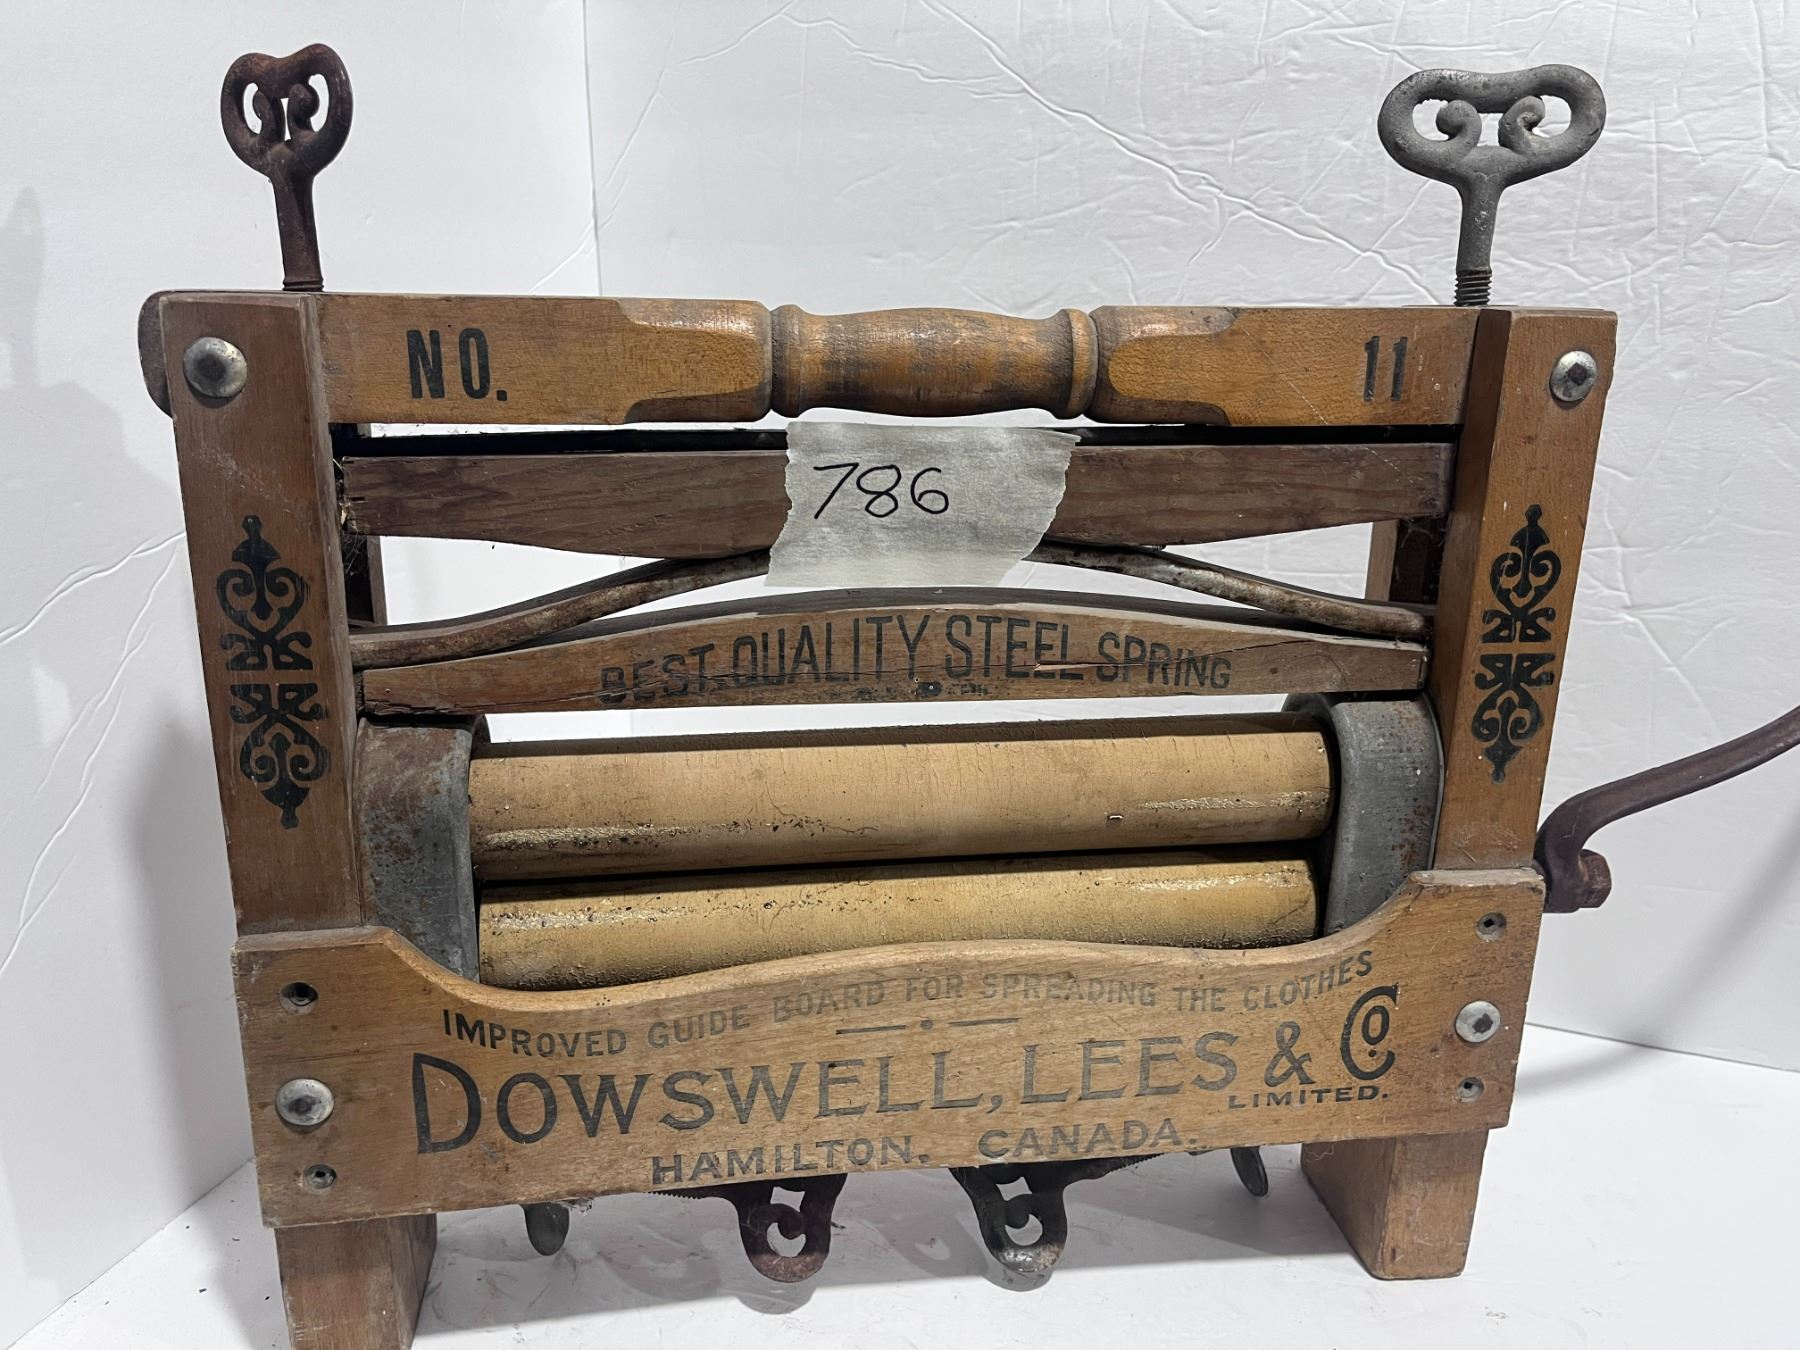 NO. 11
786
BEST QUALITY STEEL SPRING
IMPROVED GUIDE BOARD FOR SPREADING THE CLOTHES
DOWSWELL, LEES & Co.
LIMITED.
HAMILTON. CANADA.